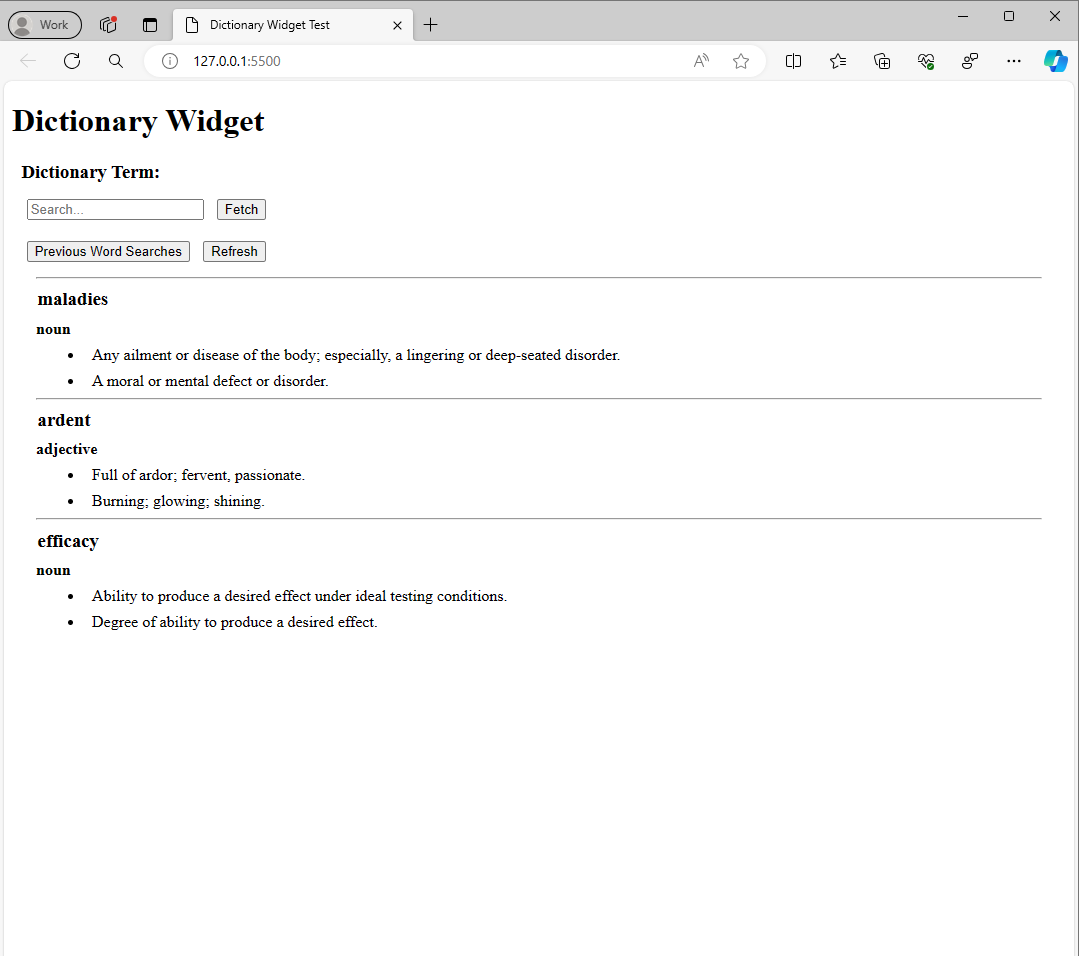 Work
Dictionary Widget Test
127.0.0.1:5500
Dictionary Widget
Dictionary Term:
Search... Fetch
Previous Word Searches Refresh
maladies
noun
Any ailment or disease of the body; especially, a lingering or deep-seated disorder.
A moral or mental defect or disorder.
ardent
adjective
Full of ardor; fervent, passionate.
Burning; glowing; shining.
efficacy
noun
Ability to produce a desired effect under ideal testing conditions.
Degree of ability to produce a desired effect.